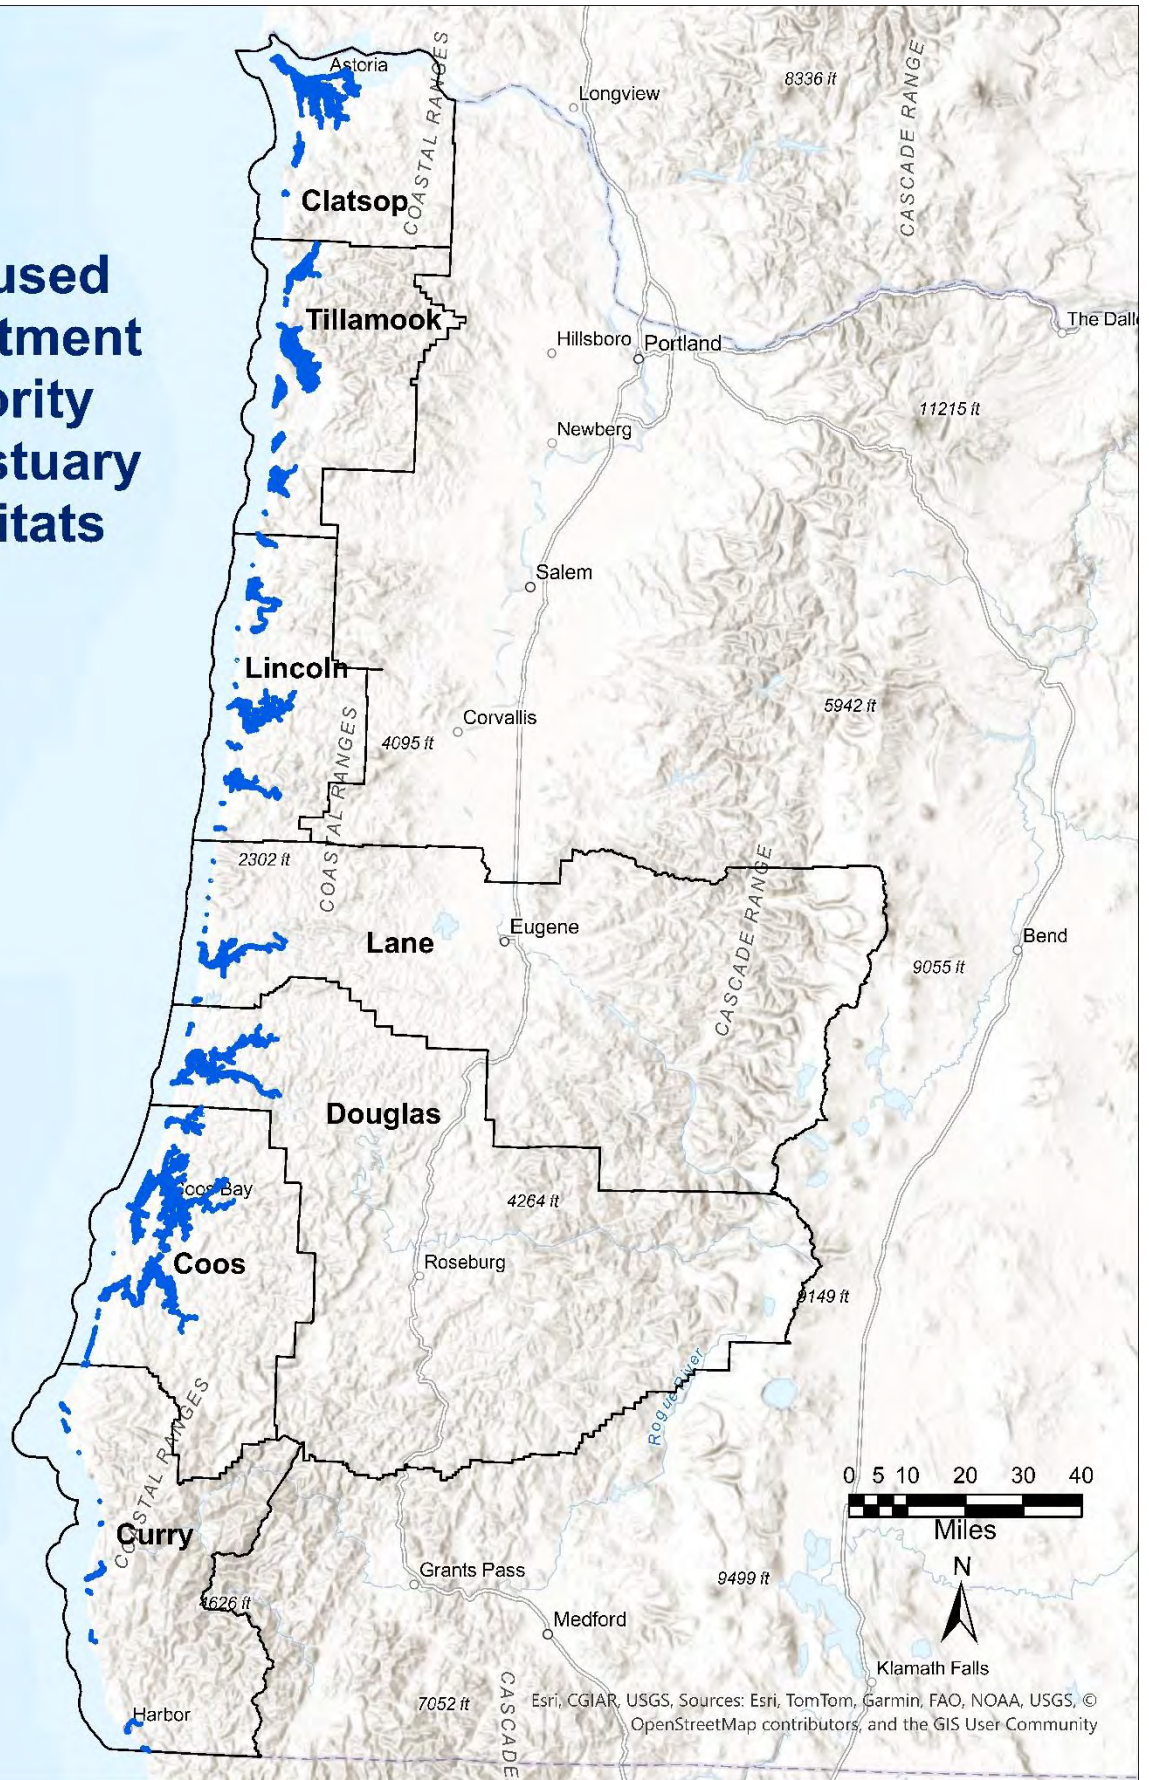 used
tment
ority
stuary
itats
Astoria
COASTAL RANGES
Longview
8336 ft
CASCADE RANGE
Clatsop
Tillamook
Hillsboro
Portland
The Dalle
11215 ft
Newberg
Salem
Lincoln
5942 ft
Corvallis
4095 ft
COASTAL RANGES
2302 ft
Eugene
Lane
CASCADE RANGE
Bend
9055 ft
Douglas
Coos Bay
4264 ft
Coos
Roseburg
9149 ft
Rogue River
COASTAL RANGES
0 5 10 20 30 40
Miles
N
Curry
Grants Pass
9499 ft
4626 ft
Medford
Klamath Falls
Harbor
7052 ft
CASCADE
Esri, CGIAR, USGS, Sources: Esri, TomTom, Garmin, FAO, NOAA, USGS, ©
OpenStreetMap contributors, and the GIS User Community